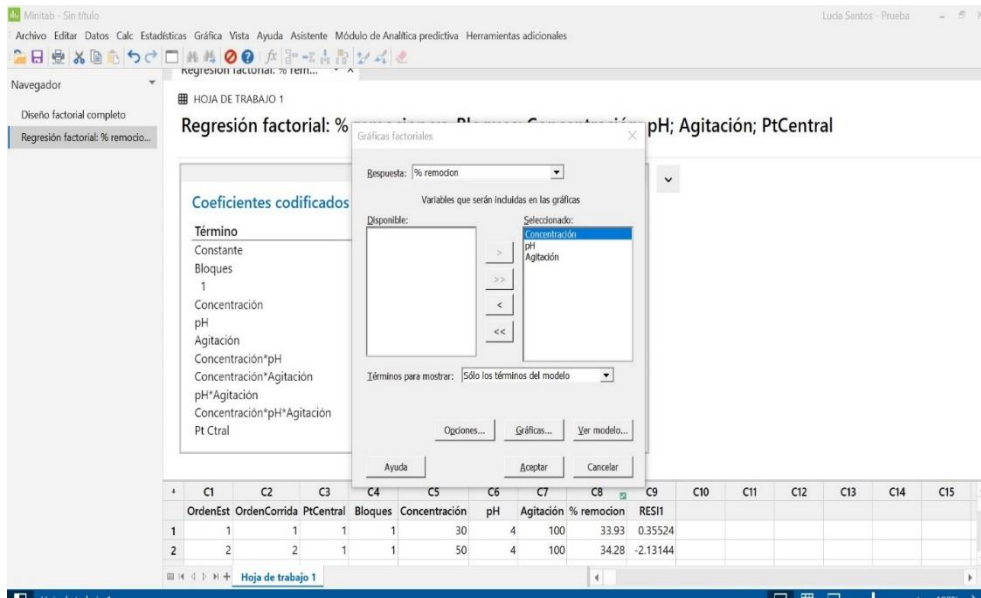 Minitab - Sin título
Lucia Santos - Prueba
Archivo Editar Datos Calc Estadísticas Gráfica Vista Ayuda Asistente Módulo de Analítica predictiva Herramientas adicionales
Navegador
Regresión factorial: % rem...
HOJA DE TRABAJO 1
Diseño factorial completo
Regresión factorial: % remocio...
Regresión factorial: % pH; Agitación; PtCentral
Gráficas factoriales
Respuesta: % remocion
Variables que serán incluidas en las gráficas
Disponible:
Seleccionado:
Concentración
pH
Agitación
>
>>
<
<<
Términos para mostrar: Sólo los términos del modelo
Opciones... Gráficas... Ver modelo...
Ayuda Aceptar Cancelar
Coeficientes codificados
Término
Constante
Bloques
1
Concentración
pH
Agitación
Concentración*pH
Concentración*Agitación
pH*Agitación
Concentración*pH*Agitación
Pt Ctral
C1 C2 C3 C4 C5 C6 C7 C8 C9 C10 C11 C12 C13 C14 C15
OrdenEst OrdenCorrida PtCentral Bloques Concentración pH Agitación % remocion RESI1
1 1 1 1 1 30 4 100 33.93 0.35524
2 2 2 1 1 50 4 100 34.28 -2.13144
Hoja de trabajo 1